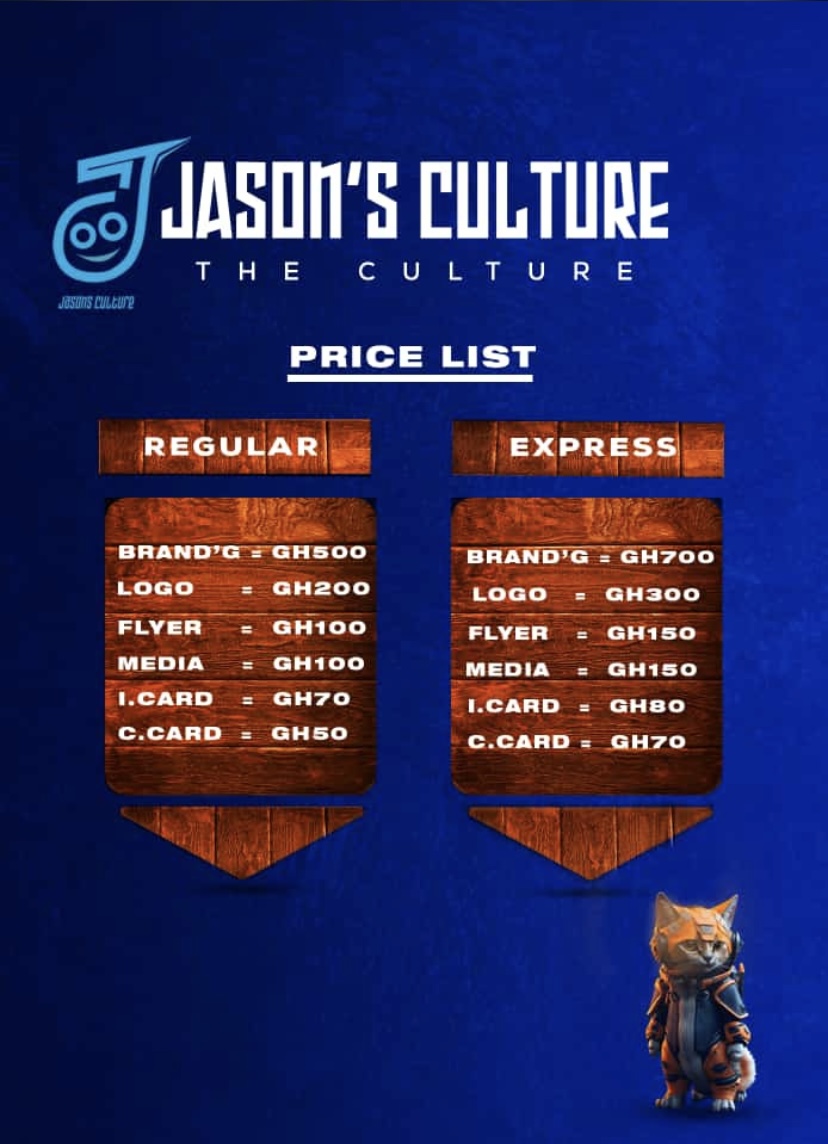 JASON'S CULTURE
THE CULTURE
Jasons Culture
PRICE LIST
REGULAR
BRAND'G = GH500
LOGO = GH200
FLYER = GH100
MEDIA = GH100
I.CARD = GH70
C.CARD = GH50
EXPRESS
BRAND'G = GH700
LOGO = GH300
FLYER = GH150
MEDIA = GH150
I.CARD = GH80
C.CARD = GH70